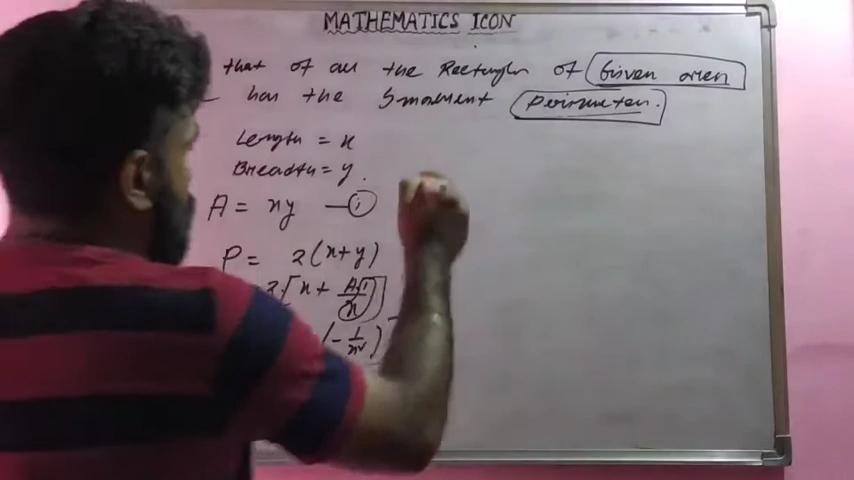 MATHEMATICS ICON
that of all the Rectangle of Given area
has the Smallest perimeter.
Length = x
Breadth = y.
A = xy — (i)
P = 2(x+y)
2[x + A/x]
(-1/x²)